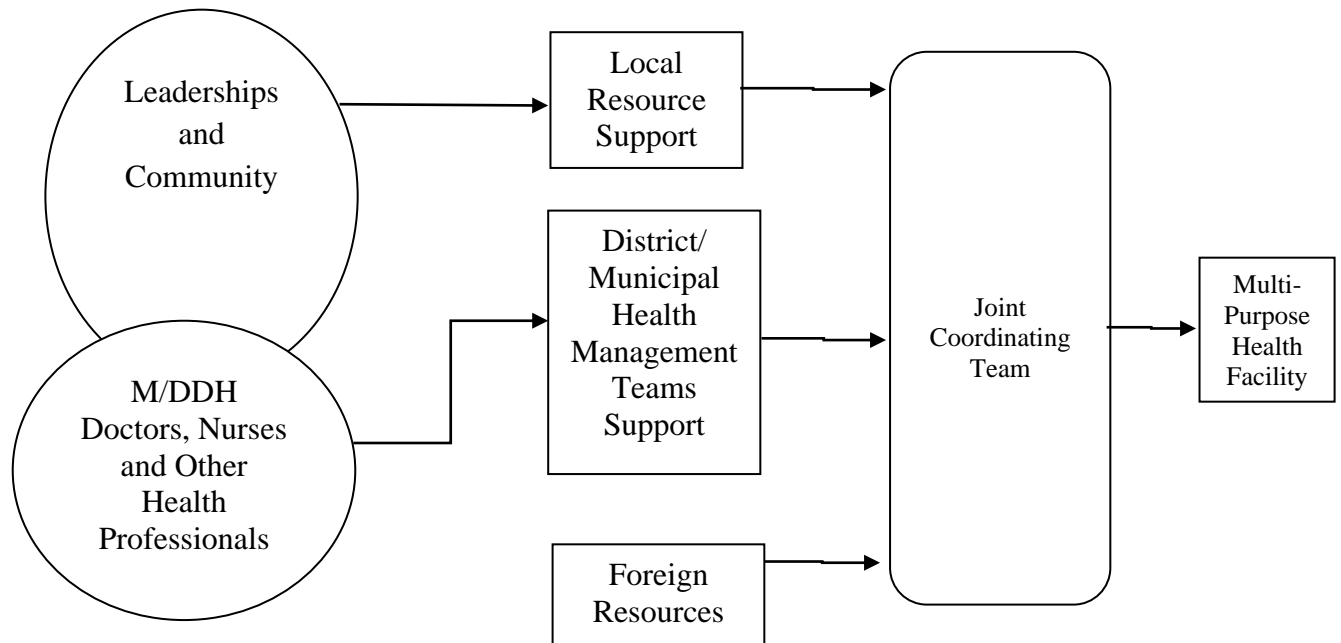 Leaderships
and
Community
M/DDH
Doctors, Nurses
and Other
Health
Professionals
Local
Resource
Support
District/
Municipal
Health
Management
Teams
Support
Foreign
Resources
Joint
Coordinating
Team
Multi-
Purpose
Health
Facility